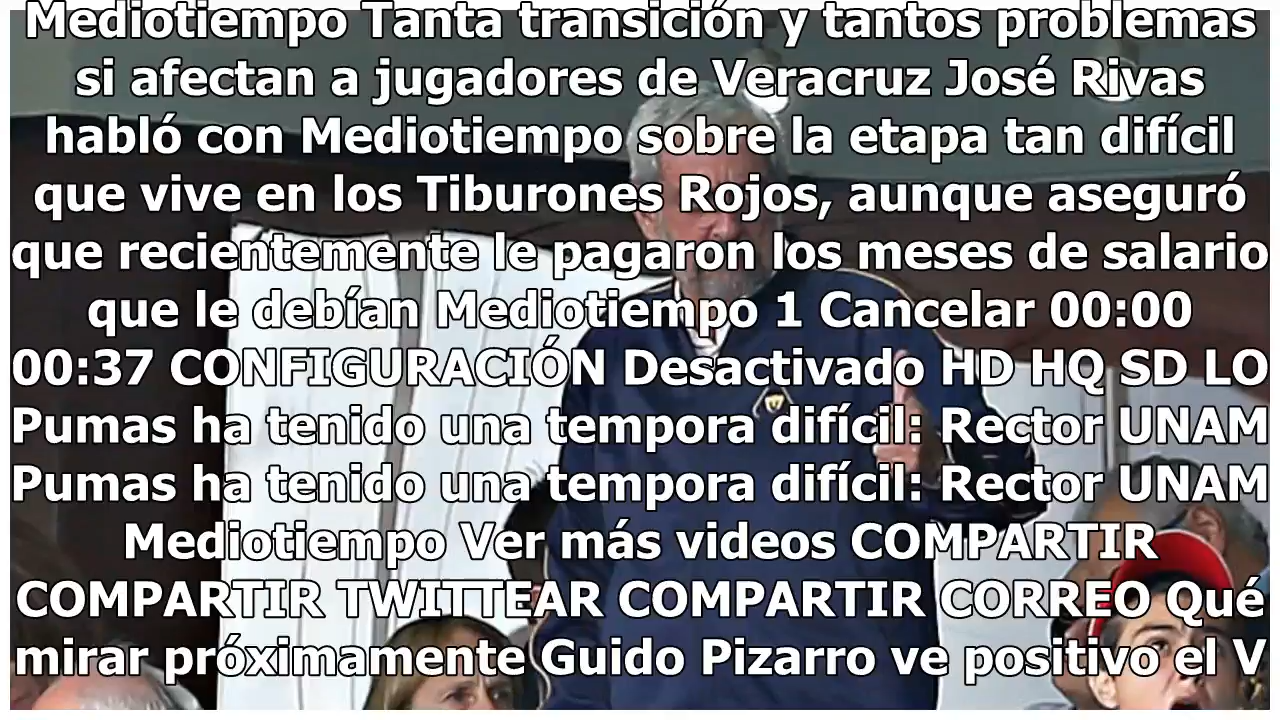 Mediotiempo Tanta transición y tantos problemas
si afectan a jugadores de Veracruz José Rivas
habló con Mediotiempo sobre la etapa tan difícil
que vive en los Tiburones Rojos, aunque aseguró
que recientemente le pagaron los meses de salario
que le debían Mediotiempo 1 Cancelar 00:00
00:37 CONFIGURACIÓN Desactivado HD HQ SD LO
Pumas ha tenido una tempora difícil: Rector UNAM
Pumas ha tenido una tempora difícil: Rector UNAM
Mediotiempo Ver más videos COMPARTIR
COMPARTIR TWITTEAR COMPARTIR CORREO Qué
mirar próximamente Guido Pizarro ve positivo el V